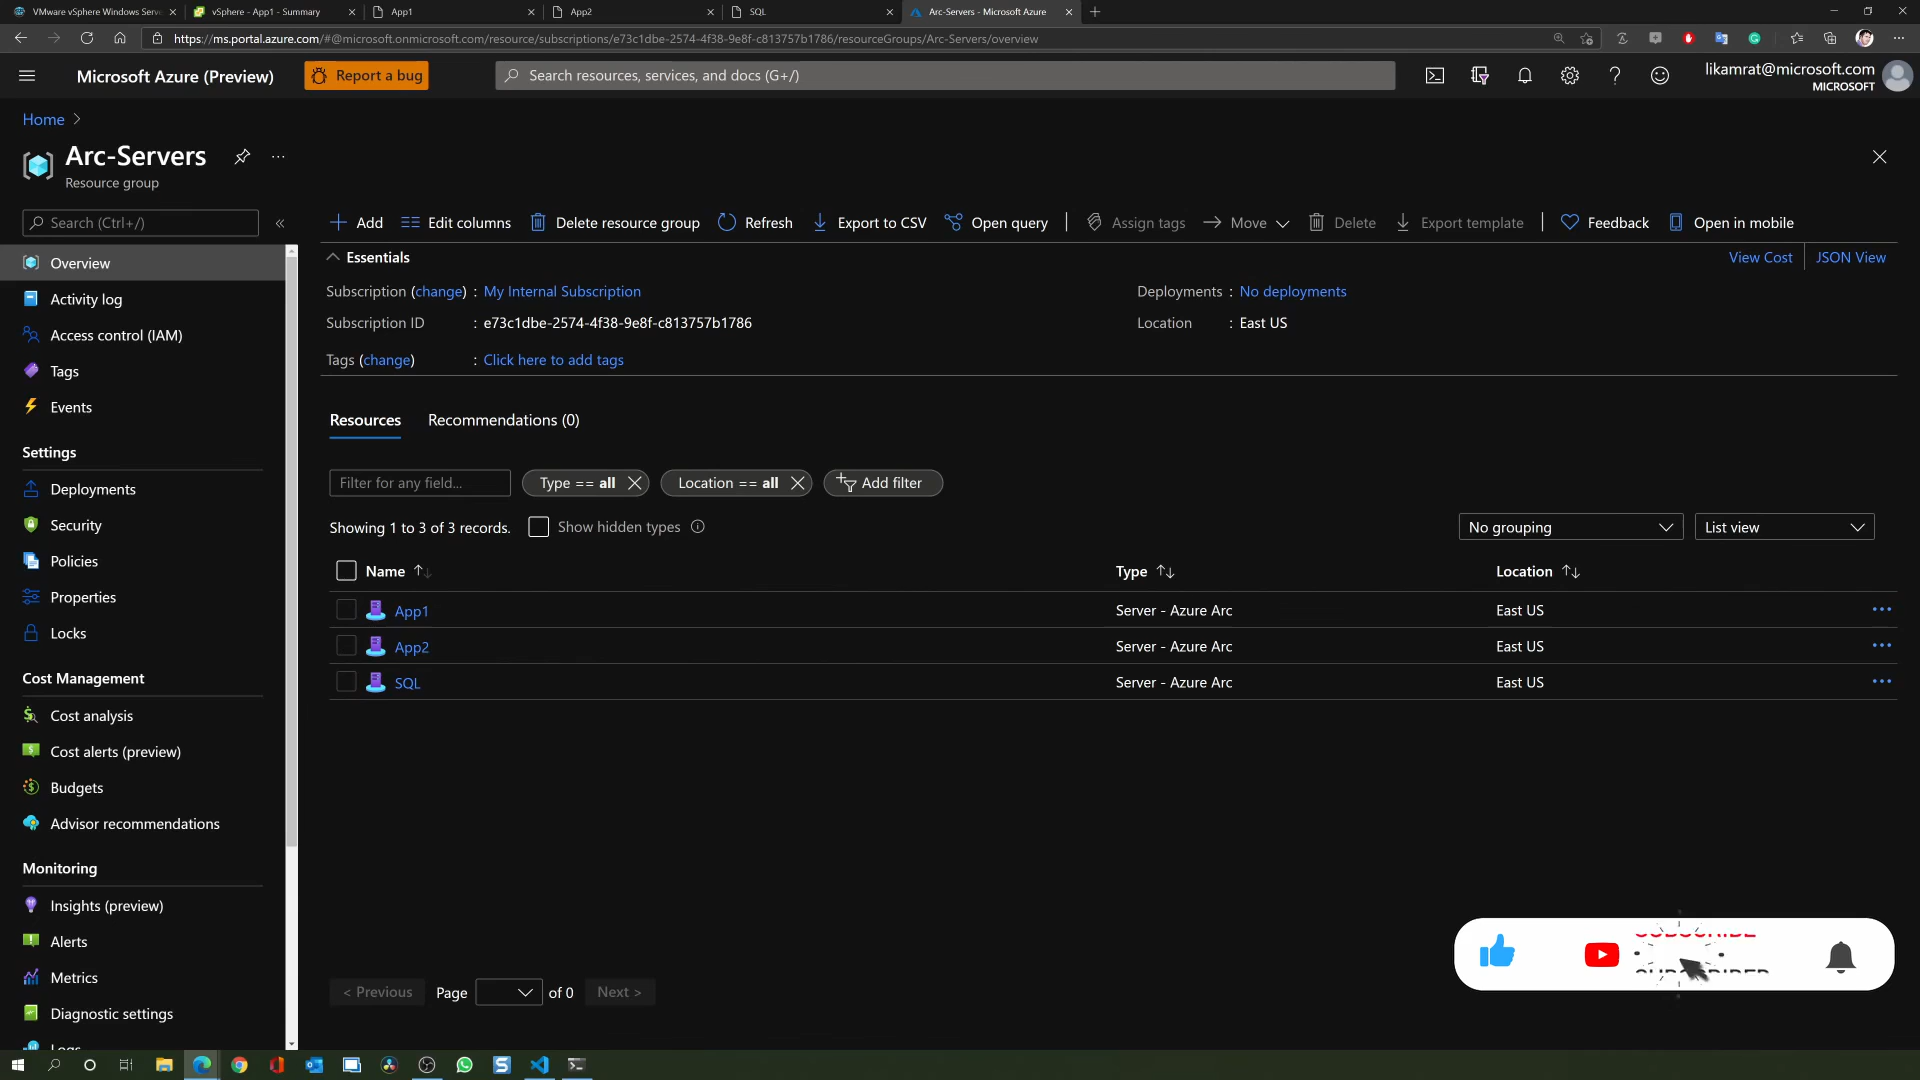 VMware vSphere Windows Serve
vSphere - App1 - Summary
App1
App2
SQL
Arc-Servers - Microsoft Azure
https://ms.portal.azure.com/#@microsoft.onmicrosoft.com/resource/subscriptions/e73c1dbe-2574-4f38-9e8f-c813757b1786/resourceGroups/Arc-Servers/overview
Microsoft Azure (Preview)
Report a bug
Search resources, services, and docs (G+/)
likamrat@microsoft.com
MICROSOFT
Home
Arc-Servers
Resource group
Search (Ctrl+/)
Add
Edit columns
Delete resource group
Refresh
Export to CSV
Open query
Assign tags
Move
Delete
Export template
Feedback
Open in mobile
Essentials
View Cost
JSON View
Subscription (change) : My Internal Subscription
Deployments : No deployments
Subscription ID : e73c1dbe-2574-4f38-9e8f-c813757b1786
Location : East US
Tags (change) : Click here to add tags
Overview
Activity log
Access control (IAM)
Tags
Events
Settings
Deployments
Security
Policies
Properties
Locks
Cost Management
Cost analysis
Cost alerts (preview)
Budgets
Advisor recommendations
Monitoring
Insights (preview)
Alerts
Metrics
Diagnostic settings
Logs
Resources
Recommendations (0)
Filter for any field...
Type == all
Location == all
Add filter
Showing 1 to 3 of 3 records.
Show hidden types
No grouping
List view
Name
Type
Location
App1 Server - Azure Arc East US
App2 Server - Azure Arc East US
SQL Server - Azure Arc East US
< Previous
Page
of 0
Next >